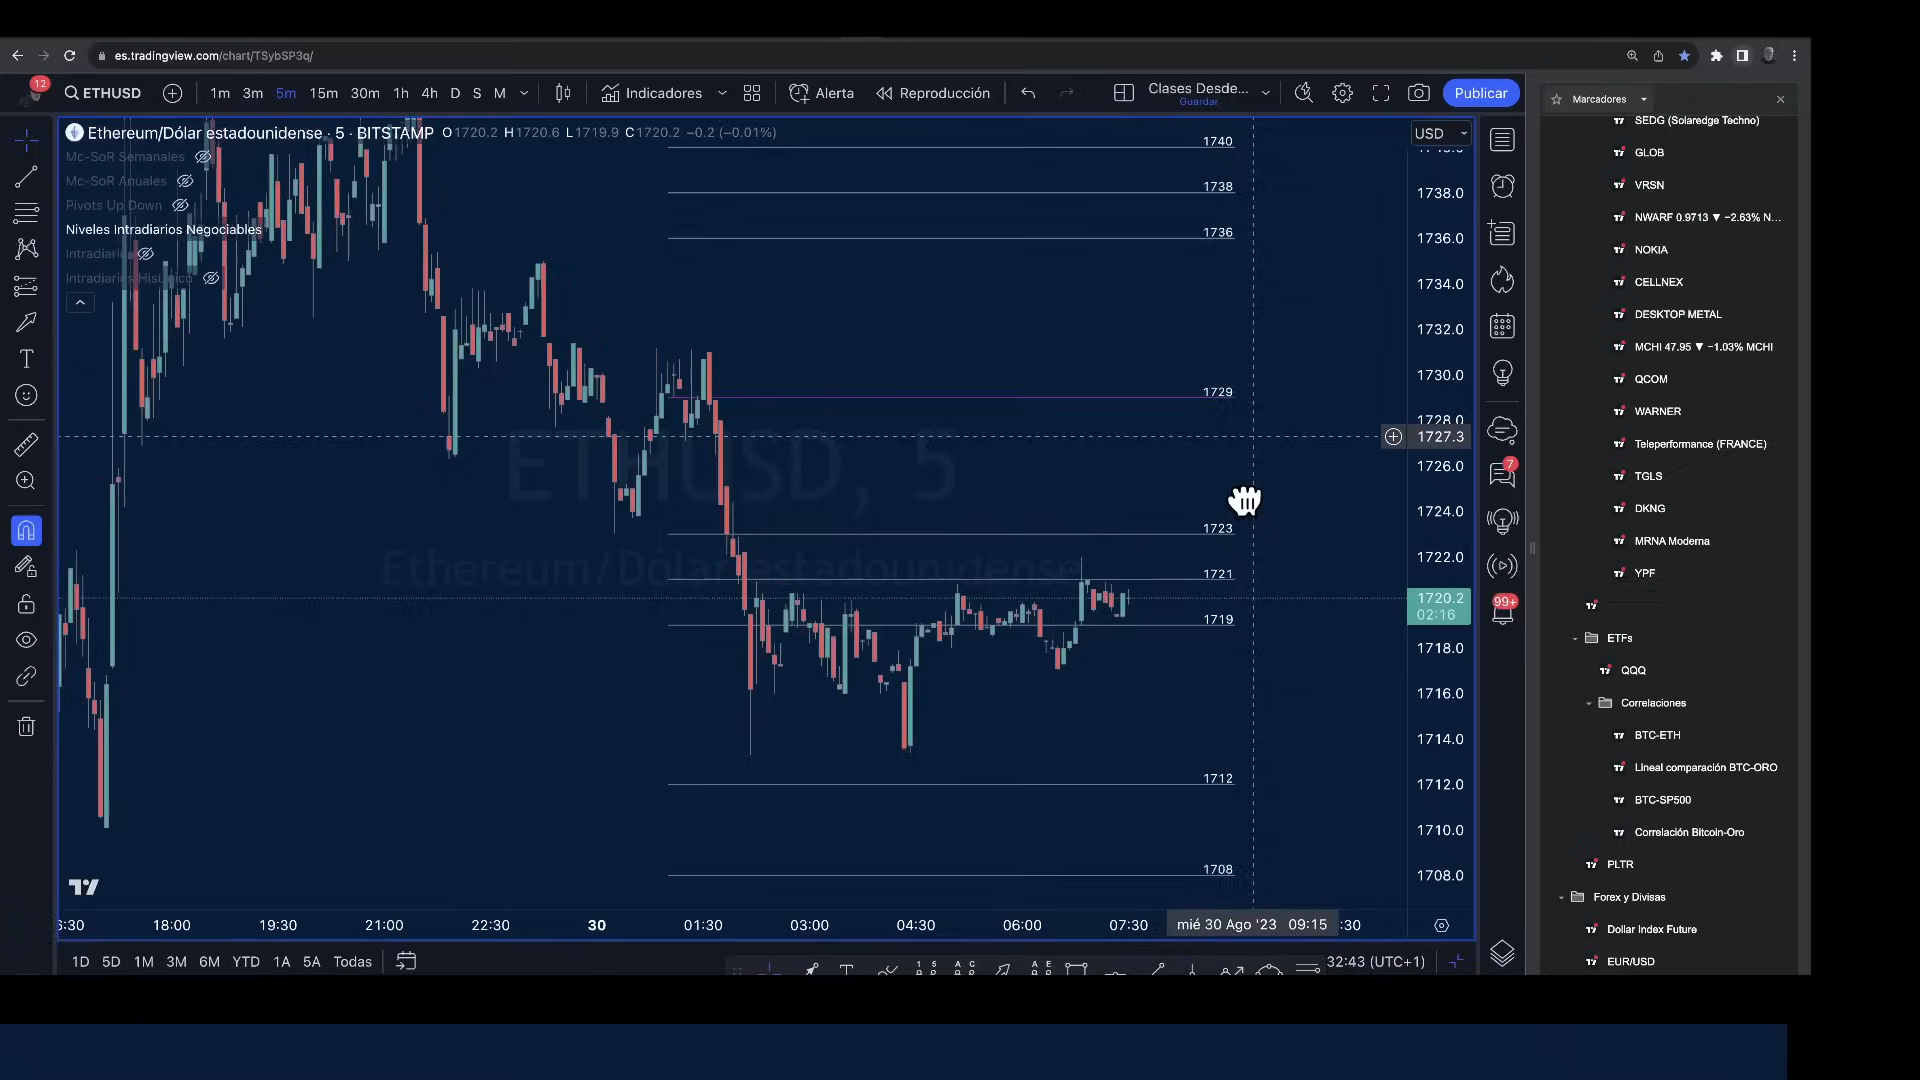 es.tradingview.com/chart/TSybSP3q/
12
ETHUSD
1m 3m 5m 15m 30m 1h 4h D S M
Indicadores
Alerta
Reproducción
Clases Desde...
Guardar
Publicar
Ethereum/Dólar estadounidense · 5 · BITSTAMP O1720.2 H1720.6 L1719.9 C1720.2 −0.2 (−0.01%)
Mc-SoR Semanales
Mc-SoR Anuales
Pivots Up Down
Niveles Intradiarios Negociables
Intradiario
Intradiario Histórico
ETHUSD, 5
Ethereum/Dólar estadounidense
1740
1738
1736
1729
1723
1721
1719
1712
1708
USD
1738.0
1736.0
1734.0
1732.0
1730.0
1728.0
1727.3
1726.0
1724.0
1722.0
1720.2
02:16
1718.0
1716.0
1714.0
1712.0
1710.0
1708.0
:30 18:00 19:30 21:00 22:30 30 01:30 03:00 04:30 06:00 07:30 mié 30 Ago '23 09:15 :30
1D 5D 1M 3M 6M YTD 1A 5A Todas
32:43 (UTC+1)
7
99+
Marcadores
SEDG (Solaredge Techno)
GLOB
VRSN
NWARF 0.9713 ▼ −2.63% N...
NOKIA
CELLNEX
DESKTOP METAL
MCHI 47.95 ▼ −1.03% MCHI
QCOM
WARNER
Teleperformance (FRANCE)
TGLS
DKNG
MRNA Moderna
YPF
ETFs
QQQ
Correlaciones
BTC-ETH
Lineal comparación BTC-ORO
BTC-SP500
Correlación Bitcoin-Oro
PLTR
Forex y Divisas
Dollar Index Future
EUR/USD